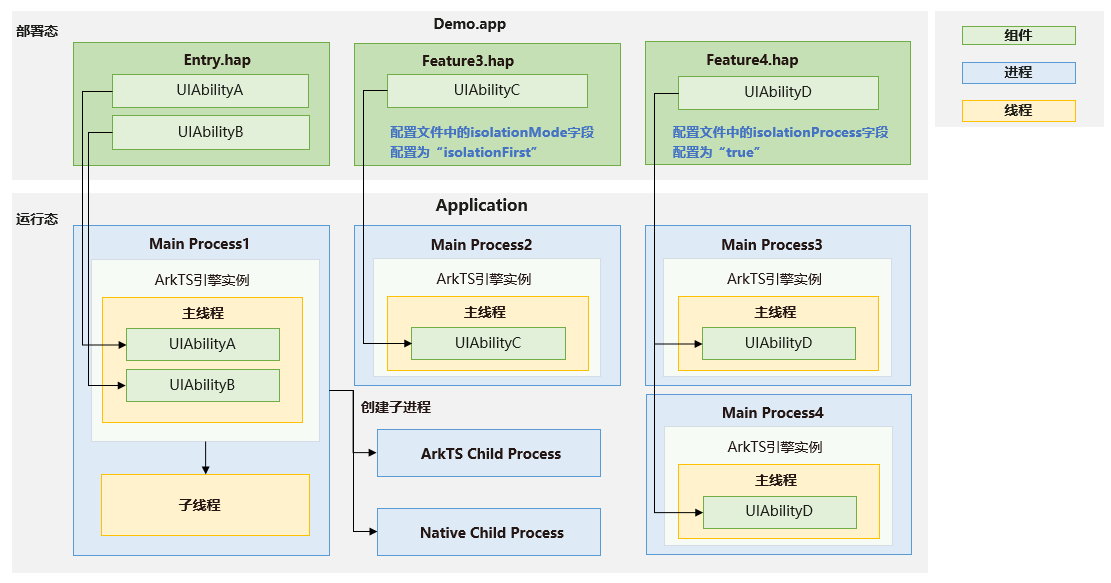 部署态
Demo.app
Entry.hap
UIAbilityA
UIAbilityB
Feature3.hap
UIAbilityC
配置文件中的isolationMode字段
配置为“isolationFirst”
Feature4.hap
UIAbilityD
配置文件中的isolationProcess字段
配置为“true”
组件
进程
线程
运行态
Application
Main Process1
ArkTS引擎实例
主线程
UIAbilityA
UIAbilityB
子线程
Main Process2
ArkTS引擎实例
主线程
UIAbilityC
创建子进程
ArkTS Child Process
Native Child Process
Main Process3
ArkTS引擎实例
主线程
UIAbilityD
Main Process4
ArkTS引擎实例
主线程
UIAbilityD